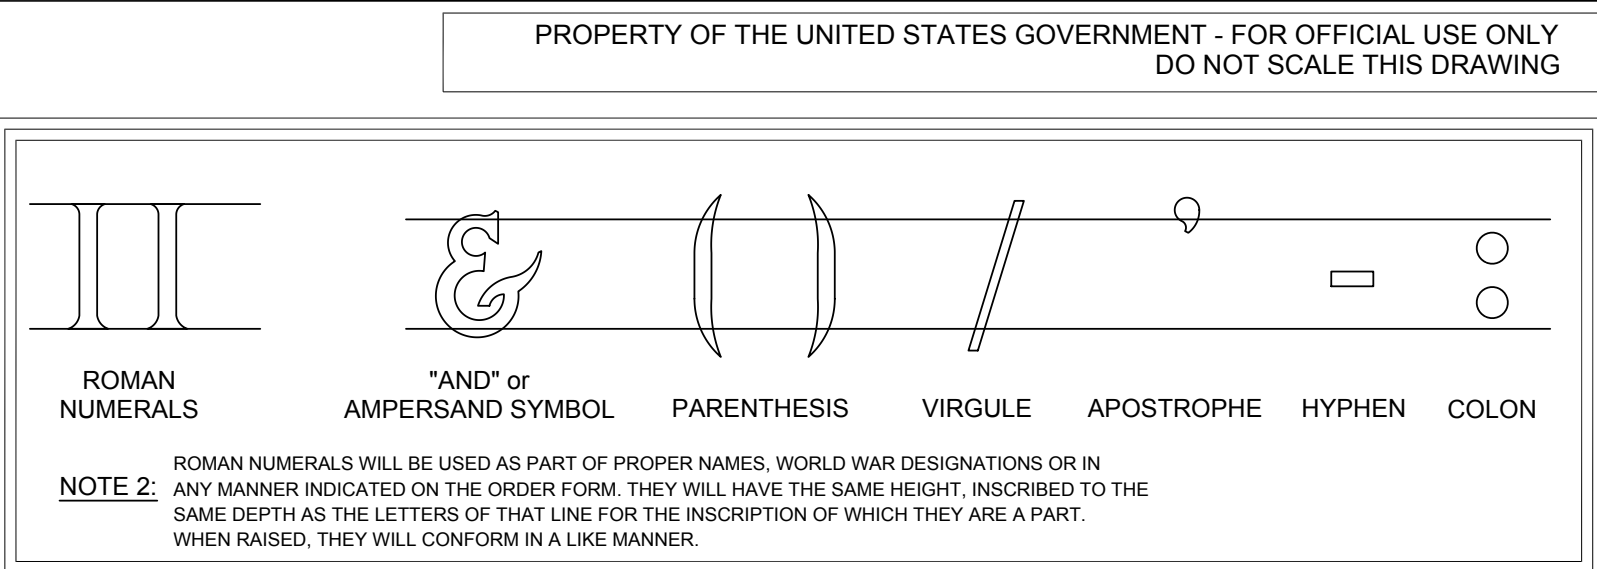 PROPERTY OF THE UNITED STATES GOVERNMENT - FOR OFFICIAL USE ONLY
DO NOT SCALE THIS DRAWING
II & ( ) / ’ - :
ROMAN
NUMERALS
"AND" or
AMPERSAND SYMBOL
PARENTHESIS
VIRGULE
APOSTROPHE
HYPHEN
COLON
NOTE 2:
ROMAN NUMERALS WILL BE USED AS PART OF PROPER NAMES, WORLD WAR DESIGNATIONS OR IN
ANY MANNER INDICATED ON THE ORDER FORM. THEY WILL HAVE THE SAME HEIGHT, INSCRIBED TO THE
SAME DEPTH AS THE LETTERS OF THAT LINE FOR THE INSCRIPTION OF WHICH THEY ARE A PART.
WHEN RAISED, THEY WILL CONFORM IN A LIKE MANNER.